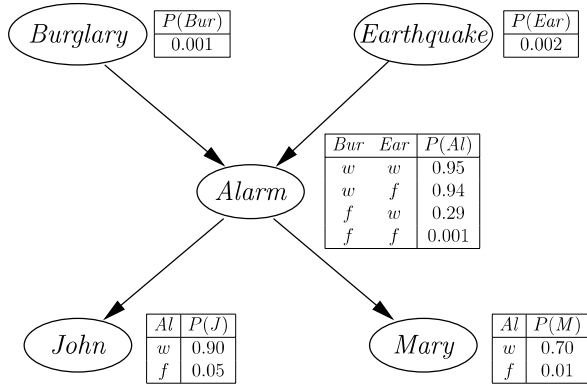 Burglary
P(Bur)
0.001
Earthquake
P(Ear)
0.002
Alarm
Bur Ear P(Al)
w w 0.95
w f 0.94
f w 0.29
f f 0.001
John
Al P(J)
w 0.90
f 0.05
Mary
Al P(M)
w 0.70
f 0.01